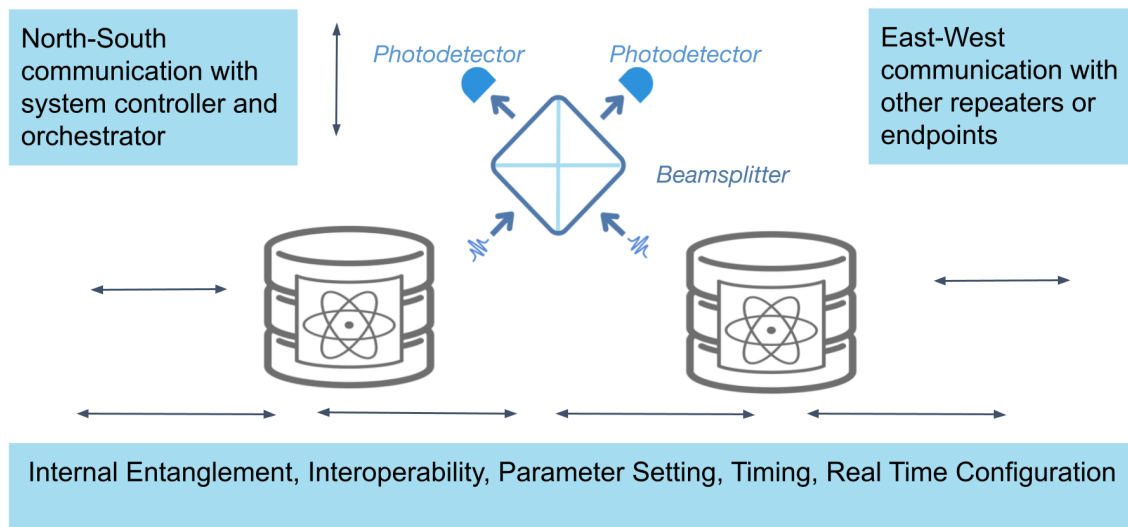 North-South
communication with
system controller and
orchestrator
Photodetector
Photodetector
East-West
communication with
other repeaters or
endpoints
Beamsplitter
Internal Entanglement, Interoperability, Parameter Setting, Timing, Real Time Configuration